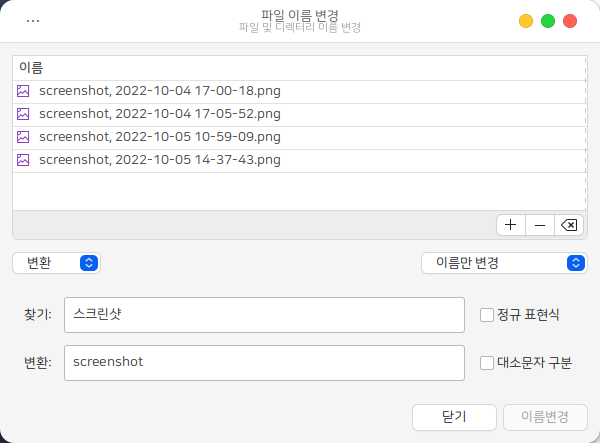 파일 이름 변경
파일 및 디렉터리 이름 변경
이름
screenshot, 2022-10-04 17-00-18.png
screenshot, 2022-10-04 17-05-52.png
screenshot, 2022-10-05 10-59-09.png
screenshot, 2022-10-05 14-37-43.png
변환 이름만 변경
찾기: 스크린샷 정규 표현식
변환: screenshot 대소문자 구분
닫기 이름변경